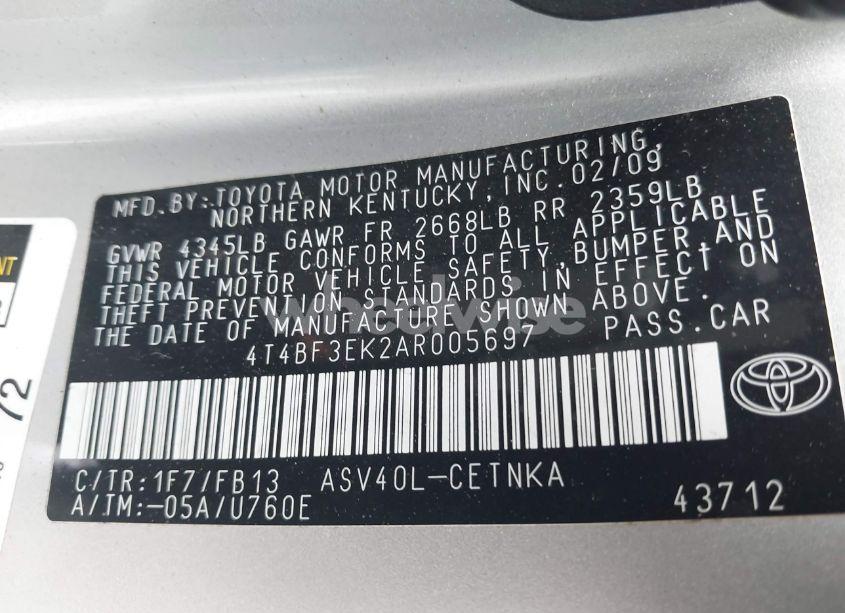 MFD. BY: TOYOTA MOTOR MANUFACTURING,
NORTHERN KENTUCKY, INC. 02/09
GVWR 4345LB GAWR FR 2668LB RR 2359LB
THIS VEHICLE CONFORMS TO ALL APPLICABLE
FEDERAL MOTOR VEHICLE SAFETY, BUMPER, AND
THEFT PREVENTION STANDARDS IN EFFECT ON
THE DATE OF MANUFACTURE SHOWN ABOVE.
4T4BF3EK2AR005697 PASS. CAR
C/TR: 1F7/FB13 ASV40L-CETNKA
A/TM: -05A/U760E 43712
wheelwise
72